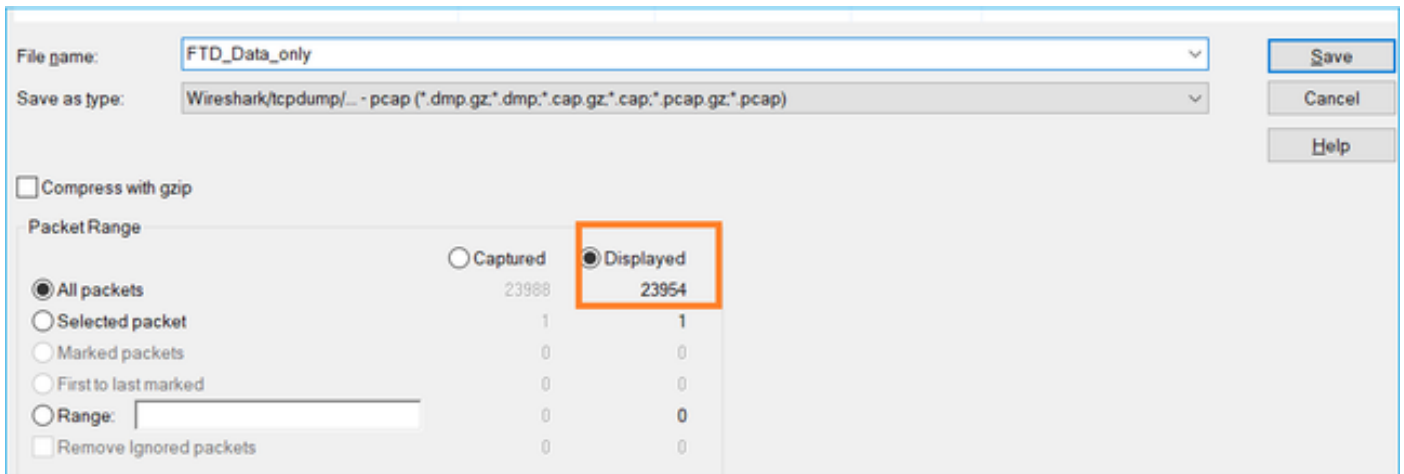 File name: FTD_Data_only Save
Save as type: Wireshark/tcpdump/... - pcap (*.dmp.gz;*.dmp;*.cap.gz;*.cap;*.pcap.gz;*.pcap) Cancel
Help
Compress with gzip
Packet Range
Captured Displayed
All packets 23988 23954
Selected packet 1 1
Marked packets 0 0
First to last marked 0 0
Range: 0 0
Remove Ignored packets 0 0